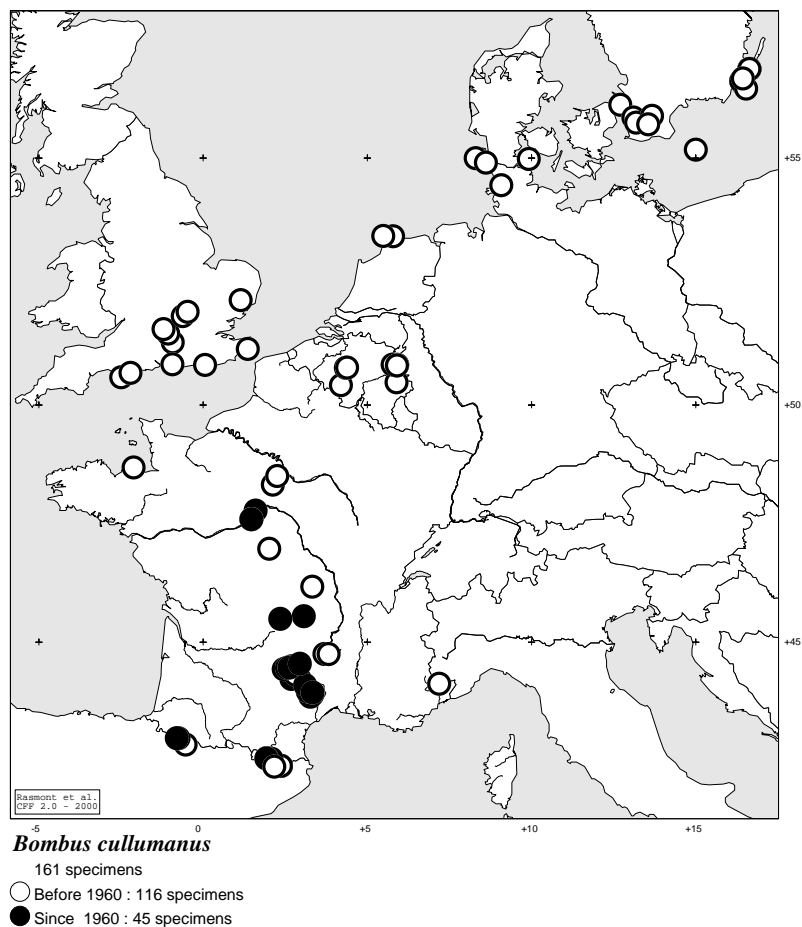 +55
+50
+45
Rasmont et al.
CFF 2.0 - 2000
-5 0 +5 +10 +15
Bombus cullumanus
161 specimens
Before 1960 : 116 specimens
Since 1960 : 45 specimens